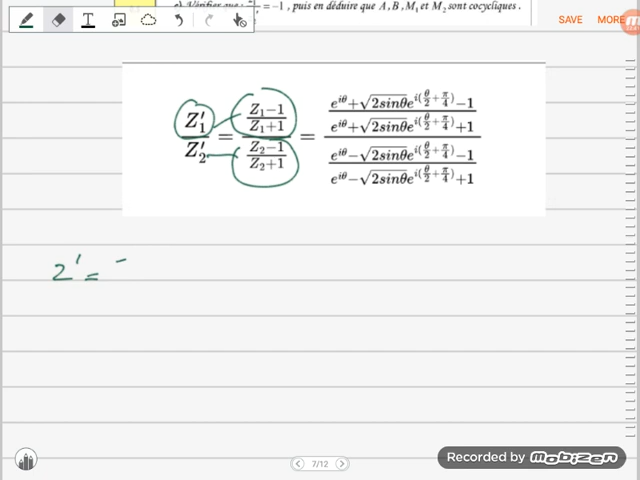 c) Vérifier que : = −1 , puis en déduire que A , B , M₁ et M₂ sont cocycliques .
SAVE MORE
Z'₁/Z'₂ = ((Z₁−1)/(Z₁+1))/((Z₂−1)/(Z₂+1)) = ((e^{iθ}+√2sinθe^{i(θ/2+π/4)}−1)/(e^{iθ}+√2sinθe^{i(θ/2+π/4)}+1))/((e^{iθ}−√2sinθe^{i(θ/2+π/4)}−1)/(e^{iθ}−√2sinθe^{i(θ/2+π/4)}+1))
z' =
7/12
Recorded by mobizen